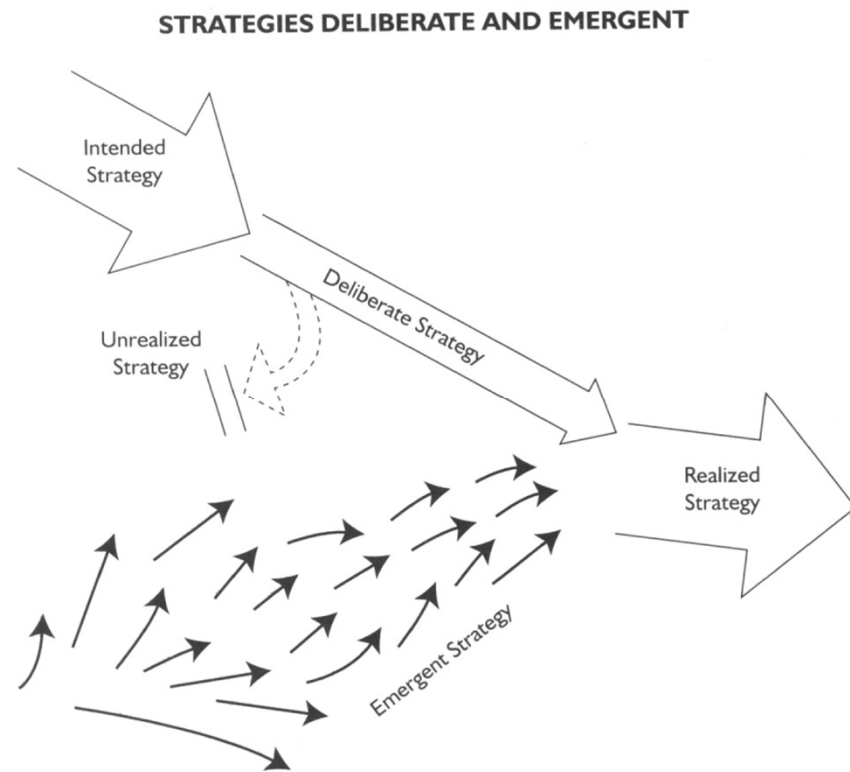 STRATEGIES DELIBERATE AND EMERGENT
Intended
Strategy
Deliberate Strategy
Unrealized
Strategy
Realized
Strategy
Emergent Strategy